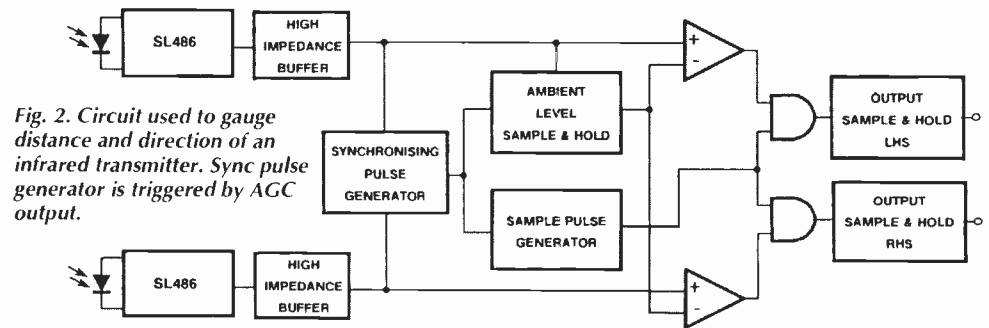 SL486
HIGH
IMPEDANCE
BUFFER
+
-
Fig. 2. Circuit used to gauge
distance and direction of an
infrared transmitter. Sync pulse
generator is triggered by AGC
output.
SYNCHRONISING
PULSE
GENERATOR
AMBIENT
LEVEL
SAMPLE & HOLD
SAMPLE PULSE
GENERATOR
OUTPUT
SAMPLE & HOLD
LHS
OUTPUT
SAMPLE & HOLD
RHS
SL486
HIGH
IMPEDANCE
BUFFER
+
-